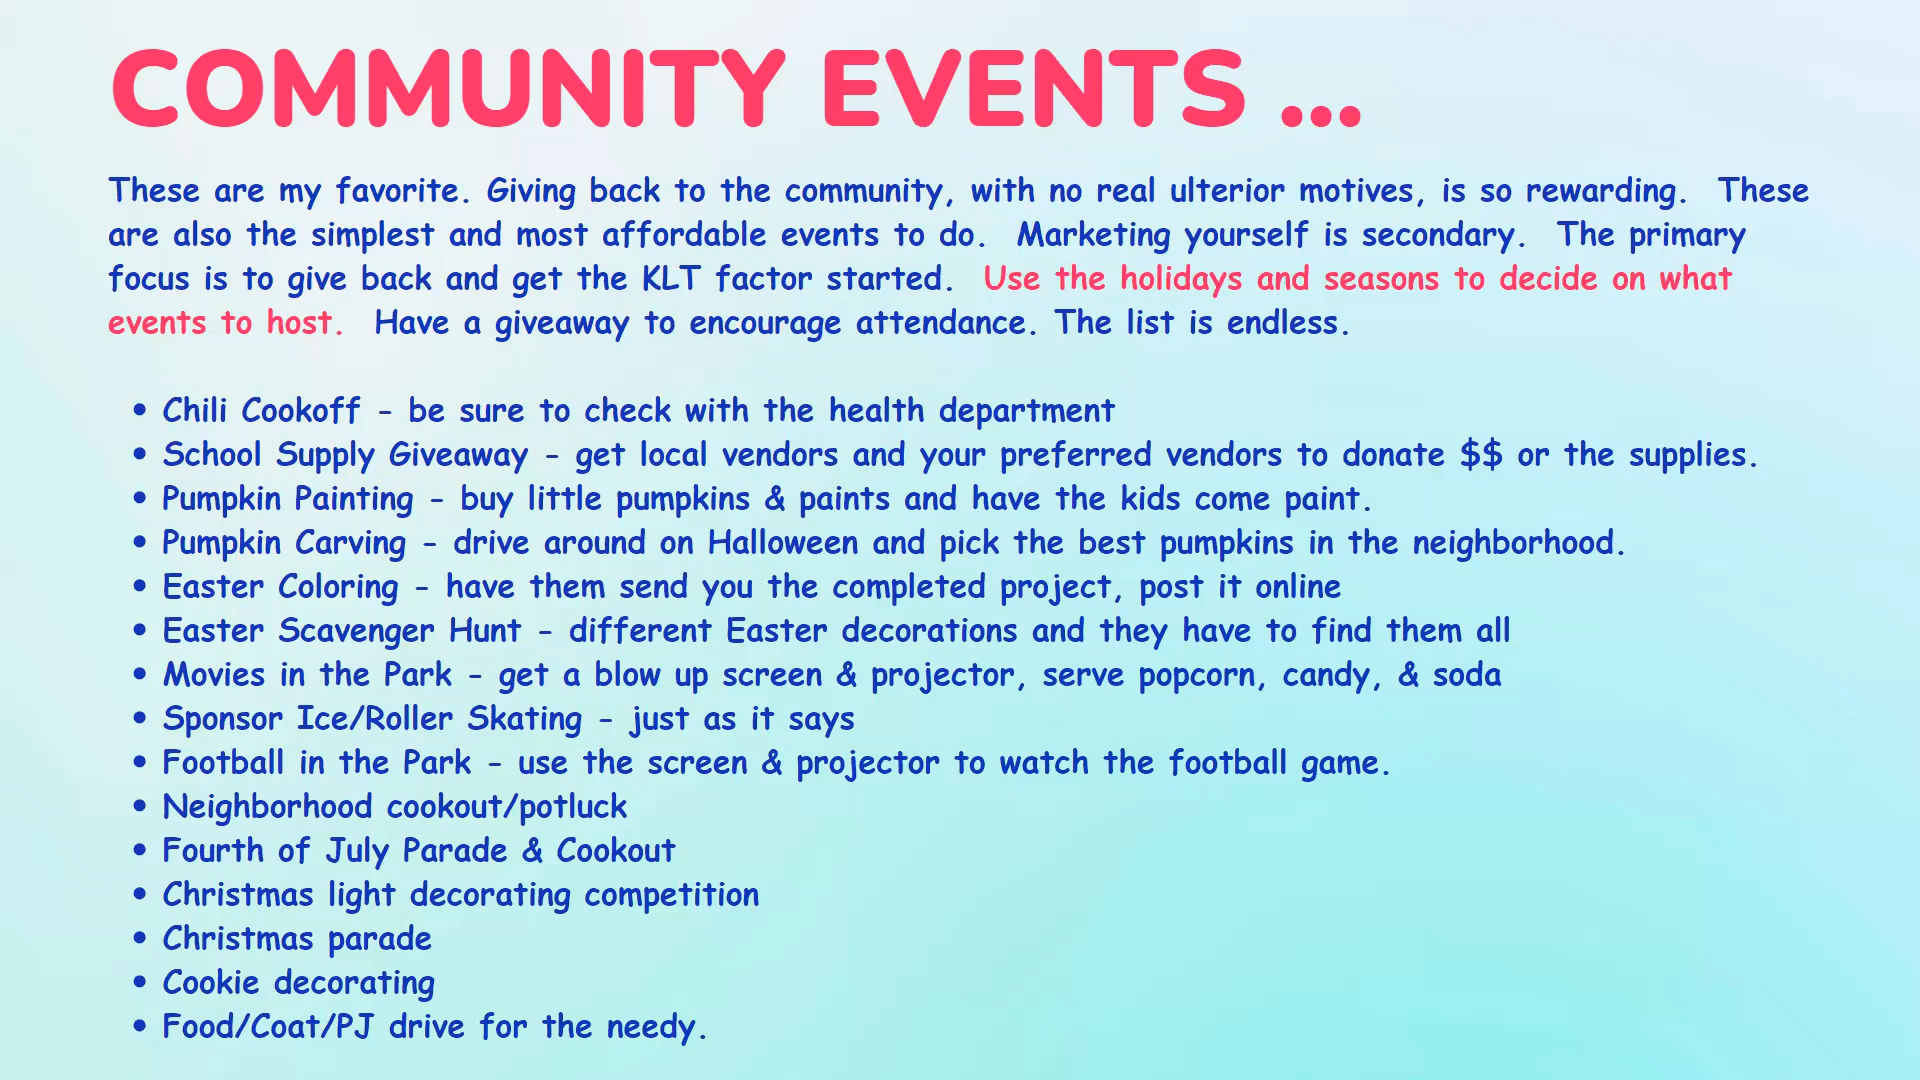 COMMUNITY EVENTS ...
These are my favorite. Giving back to the community, with no real ulterior motives, is so rewarding.  These
are also the simplest and most affordable events to do.  Marketing yourself is secondary.  The primary
focus is to give back and get the KLT factor started.  Use the holidays and seasons to decide on what
events to host.  Have a giveaway to encourage attendance. The list is endless.
• Chili Cookoff - be sure to check with the health department
• School Supply Giveaway - get local vendors and your preferred vendors to donate $$ or the supplies.
• Pumpkin Painting - buy little pumpkins & paints and have the kids come paint.
• Pumpkin Carving - drive around on Halloween and pick the best pumpkins in the neighborhood.
• Easter Coloring - have them send you the completed project, post it online
• Easter Scavenger Hunt - different Easter decorations and they have to find them all
• Movies in the Park - get a blow up screen & projector, serve popcorn, candy, & soda
• Sponsor Ice/Roller Skating - just as it says
• Football in the Park - use the screen & projector to watch the football game.
• Neighborhood cookout/potluck
• Fourth of July Parade & Cookout
• Christmas light decorating competition
• Christmas parade
• Cookie decorating
• Food/Coat/PJ drive for the needy.